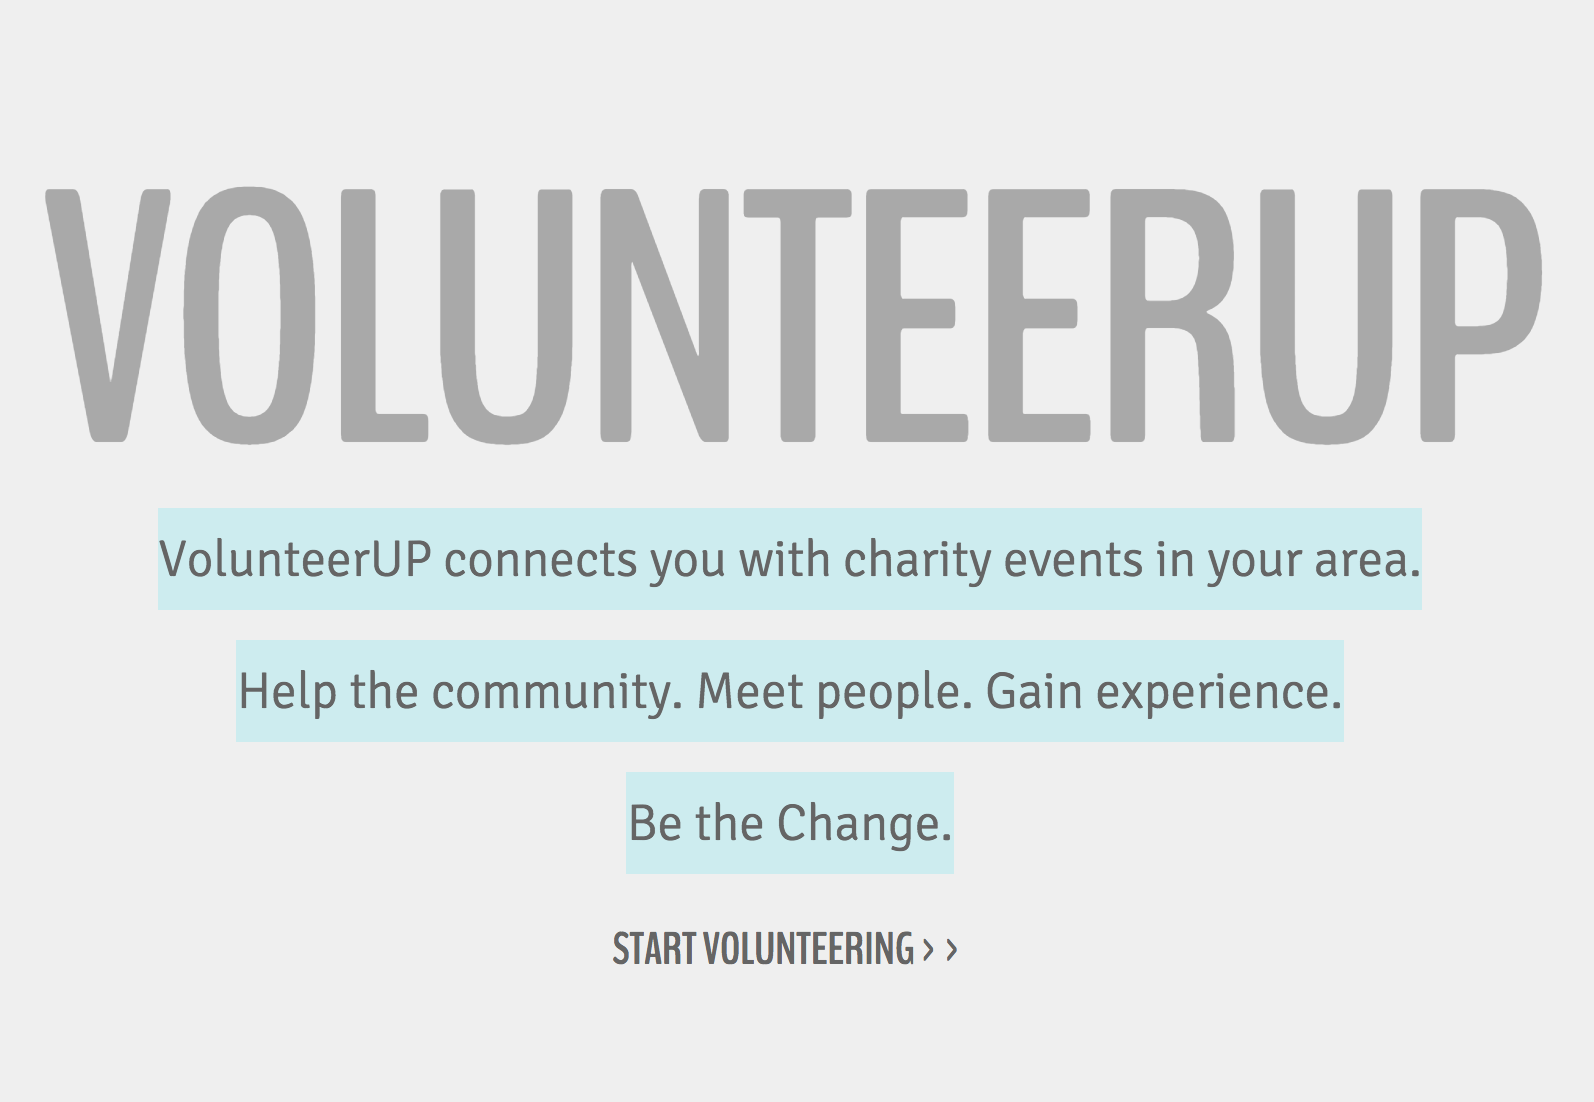 VOLUNTEERUP
VolunteerUP connects you with charity events in your area.
Help the community. Meet people. Gain experience.
Be the Change.
START VOLUNTEERING > >